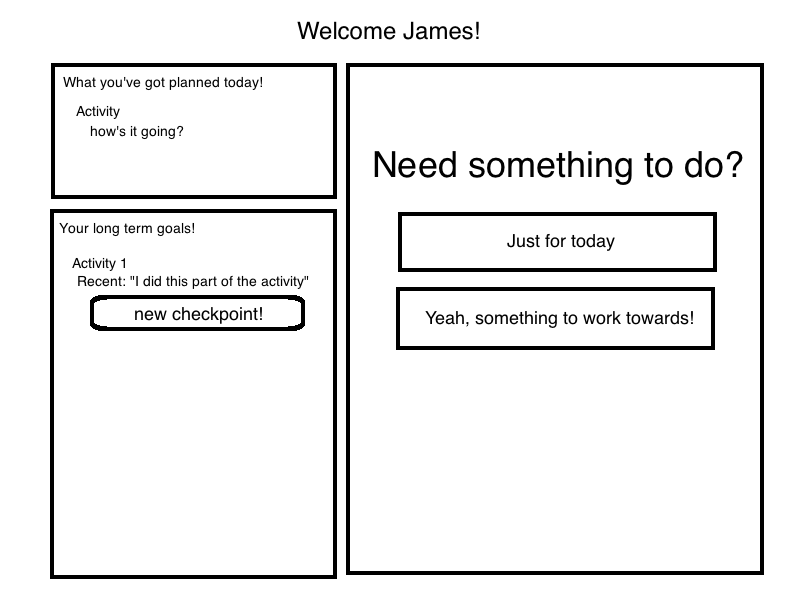 Welcome James!
What you've got planned today!
Activity
how's it going?
Your long term goals!
Activity 1
Recent: "I did this part of the activity"
new checkpoint!
Need something to do?
Just for today
Yeah, something to work towards!